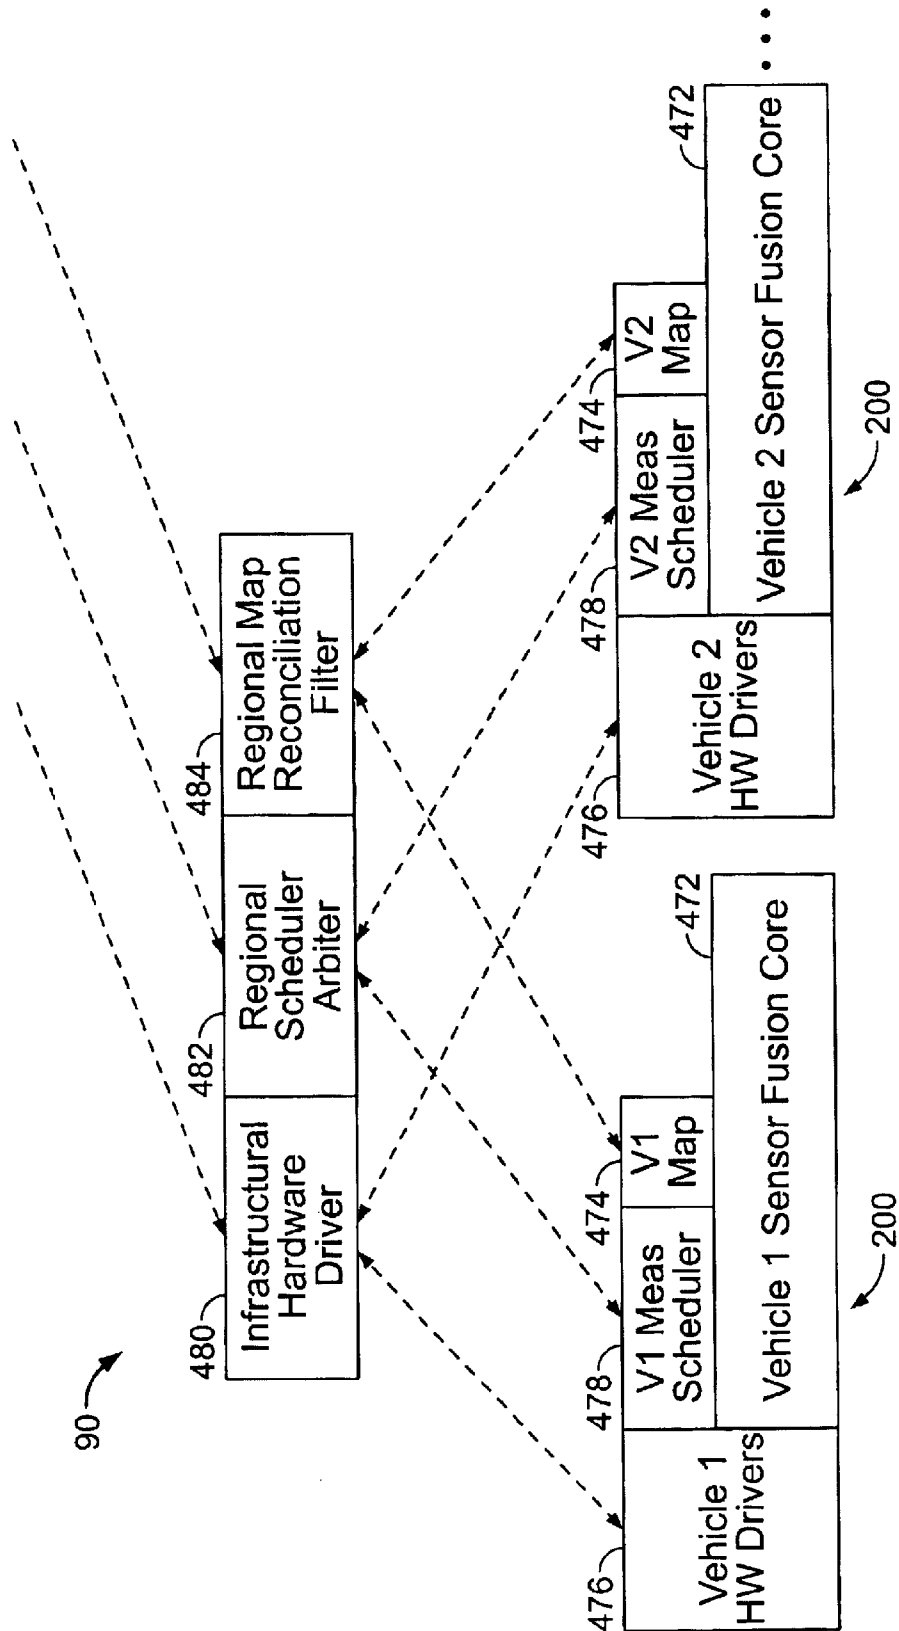 90
480
Infrastructural
Hardware
Driver
482
Regional
Scheduler
Arbiter
484
Regional Map
Reconciliation
Filter
476
Vehicle 1
HW Drivers
478
V1 Meas
Scheduler
474
V1
Map
472
Vehicle 1 Sensor Fusion Core
200
476
Vehicle 2
HW Drivers
478
V2 Meas
Scheduler
474
V2
Map
472
Vehicle 2 Sensor Fusion Core
200